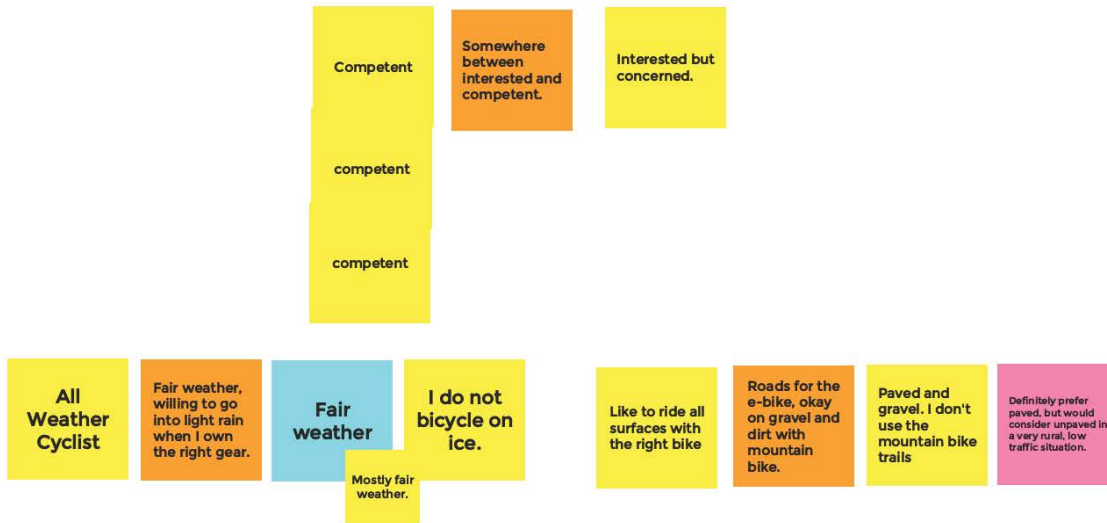 Competent
Somewhere
between
interested and
competent.
Interested but
concerned.
competent
competent
All
Weather
Cyclist
Fair weather,
willing to go
into light rain
when I own
the right gear.
Fair
weather
I do not
bicycle on
ice.
Mostly fair
weather.
Like to ride all
surfaces with
the right bike
Roads for the
e-bike, okay
on gravel and
dirt with
mountain
bike.
Paved and
gravel. I don't
use the
mountain bike
trails
Definitely prefer
paved, but would
consider unpaved in
a very rural, low
traffic situation.